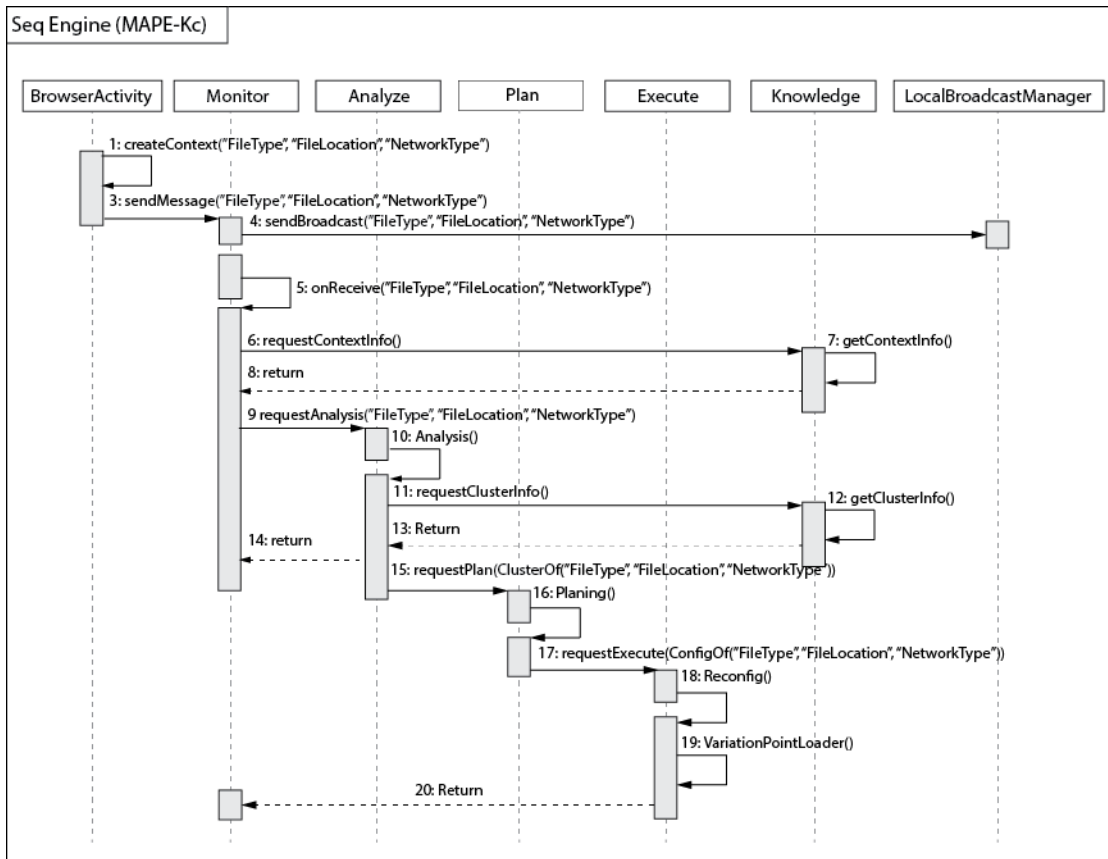 Seq Engine (MAPE-Kc)
BrowserActivity
Monitor
Analyze
Plan
Execute
Knowledge
LocalBroadcastManager
1: createContext("FileType", "FileLocation", "NetworkType")
3: sendMessage("FileType", "FileLocation", "NetworkType")
4: sendBroadcast("FileType", "FileLocation", "NetworkType")
5: onReceive("FileType", "FileLocation", "NetworkType")
6: requestContextInfo()
7: getContextInfo()
8: return
9 requestAnalysis("FileType", "FileLocation", "NetworkType")
10: Analysis()
11: requestClusterInfo()
12: getClusterInfo()
13: Return
14: return
15: requestPlan(ClusterOf("FileType", "FileLocation", "NetworkType"))
16: Planing()
17: requestExecute(ConfigOf("FileType", "FileLocation", "NetworkType"))
18: Reconfig()
19: VariationPointLoader()
20: Return